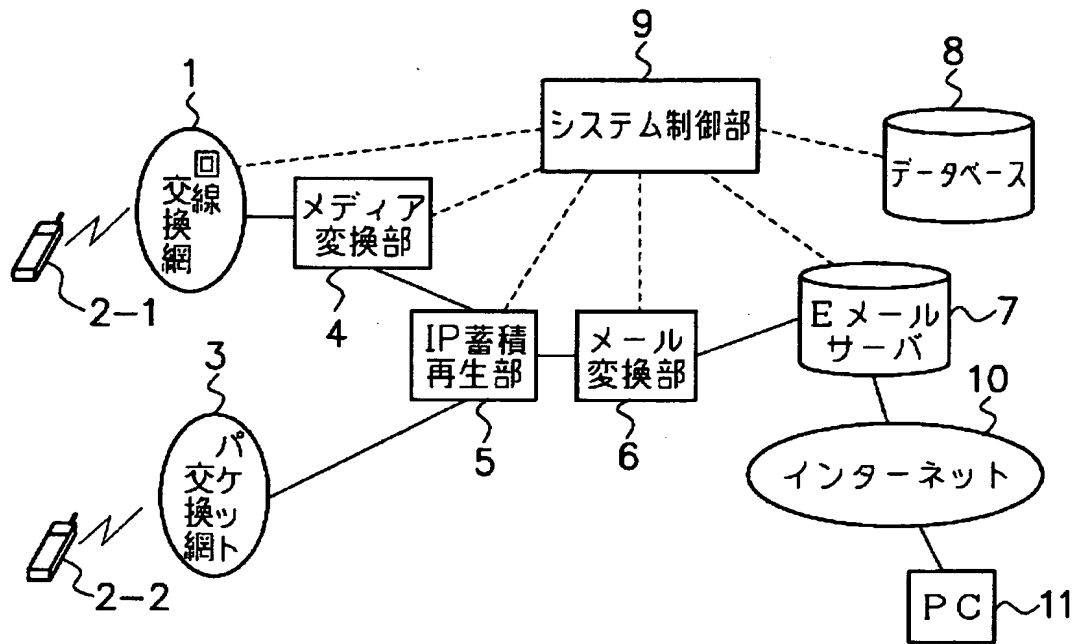 9
システム制御部
8
データベース
1
回線
交換網
メディア
変換部
4
2-1
IP蓄積
再生部
5
メール
変換部
6
Eメール
サーバ
7
3
パケット
交換網
2-2
10
インターネット
PC
11